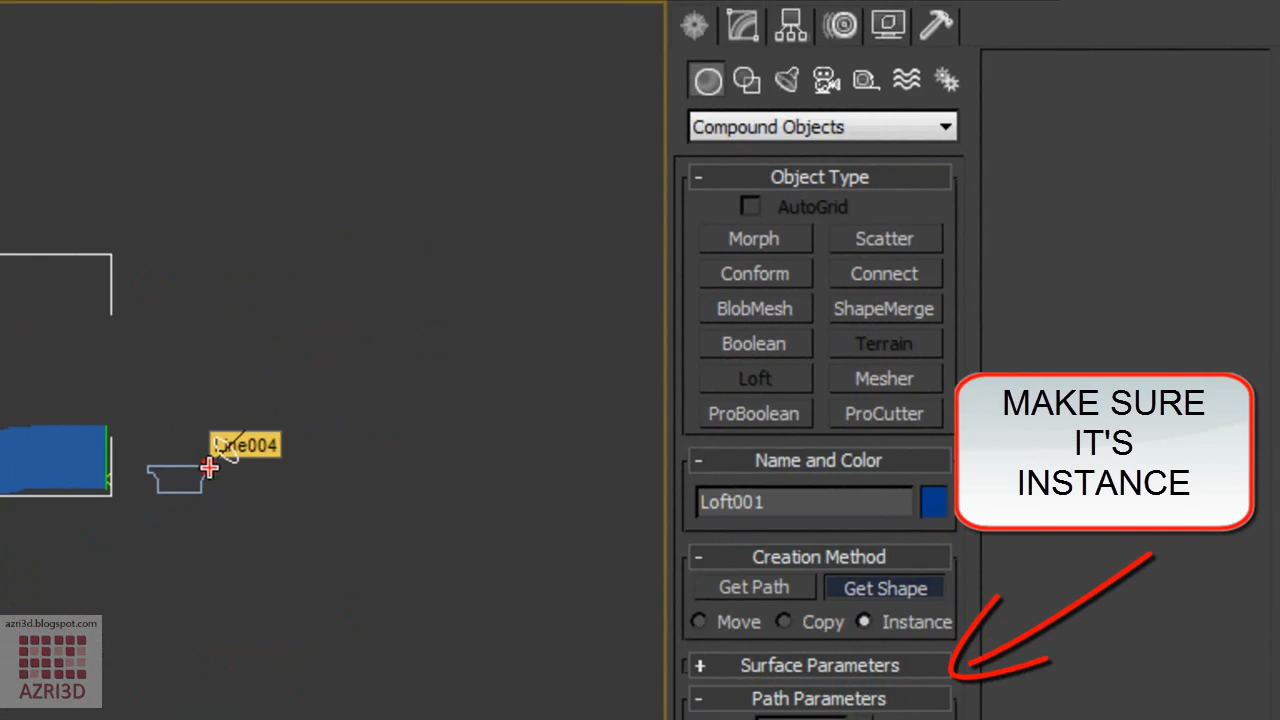 Compound Objects
- Object Type
AutoGrid
Morph Scatter
Conform Connect
BlobMesh ShapeMerge
Boolean Terrain
Loft Mesher
ProBoolean ProCutter
- Name and Color
Loft001
- Creation Method
Get Path Get Shape
Move Copy Instance
+ Surface Parameters
- Path Parameters
Line004
MAKE SURE
IT'S
INSTANCE
azri3d.blogspot.com
AZRI3D